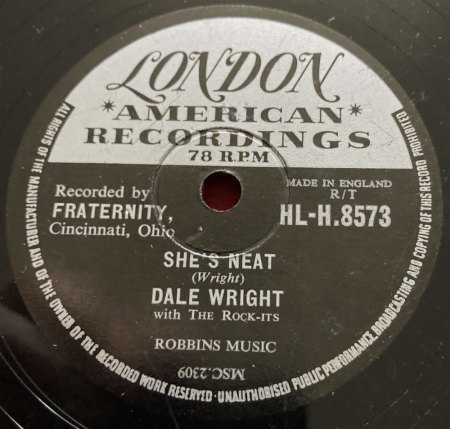 LONDON
*AMERICAN*
RECORDINGS
78 RPM
Recorded by
FRATERNITY,
Cincinnati, Ohio
MADE IN ENGLAND
R/T
HL-H.8573
SHE'S NEAT
(Wright)
DALE WRIGHT
with THE ROCK-ITS
ROBBINS MUSIC
MSC.2309
ALL RIGHTS OF THE MANUFACTURER AND OF THE OWNER OF THE RECORDED WORK RESERVED · UNAUTHORISED PUBLIC PERFORMANCE, BROADCASTING AND COPYING OF THIS RECORD PROHIBITED